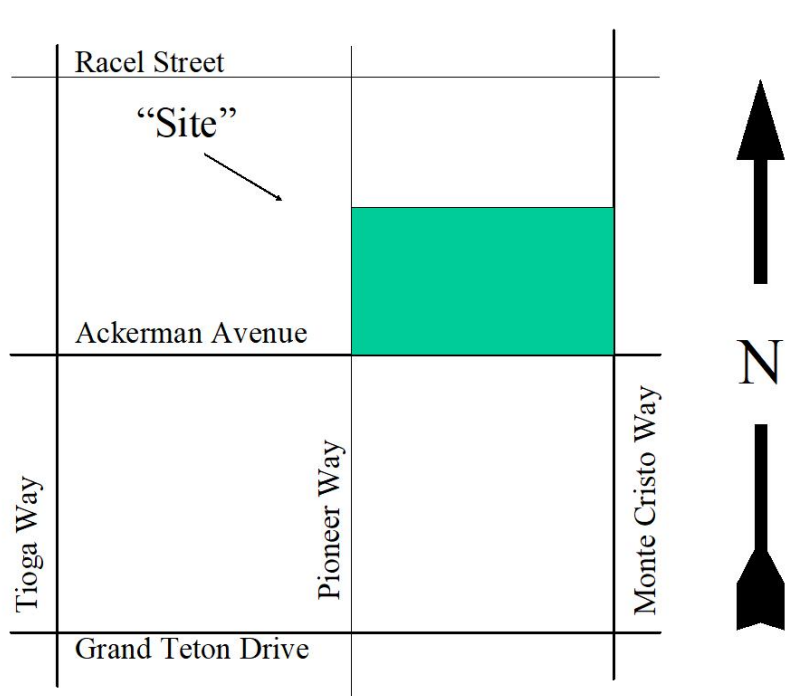 Racel Street
“Site”
Ackerman Avenue
N
Tioga Way
Pioneer Way
Monte Cristo Way
Grand Teton Drive